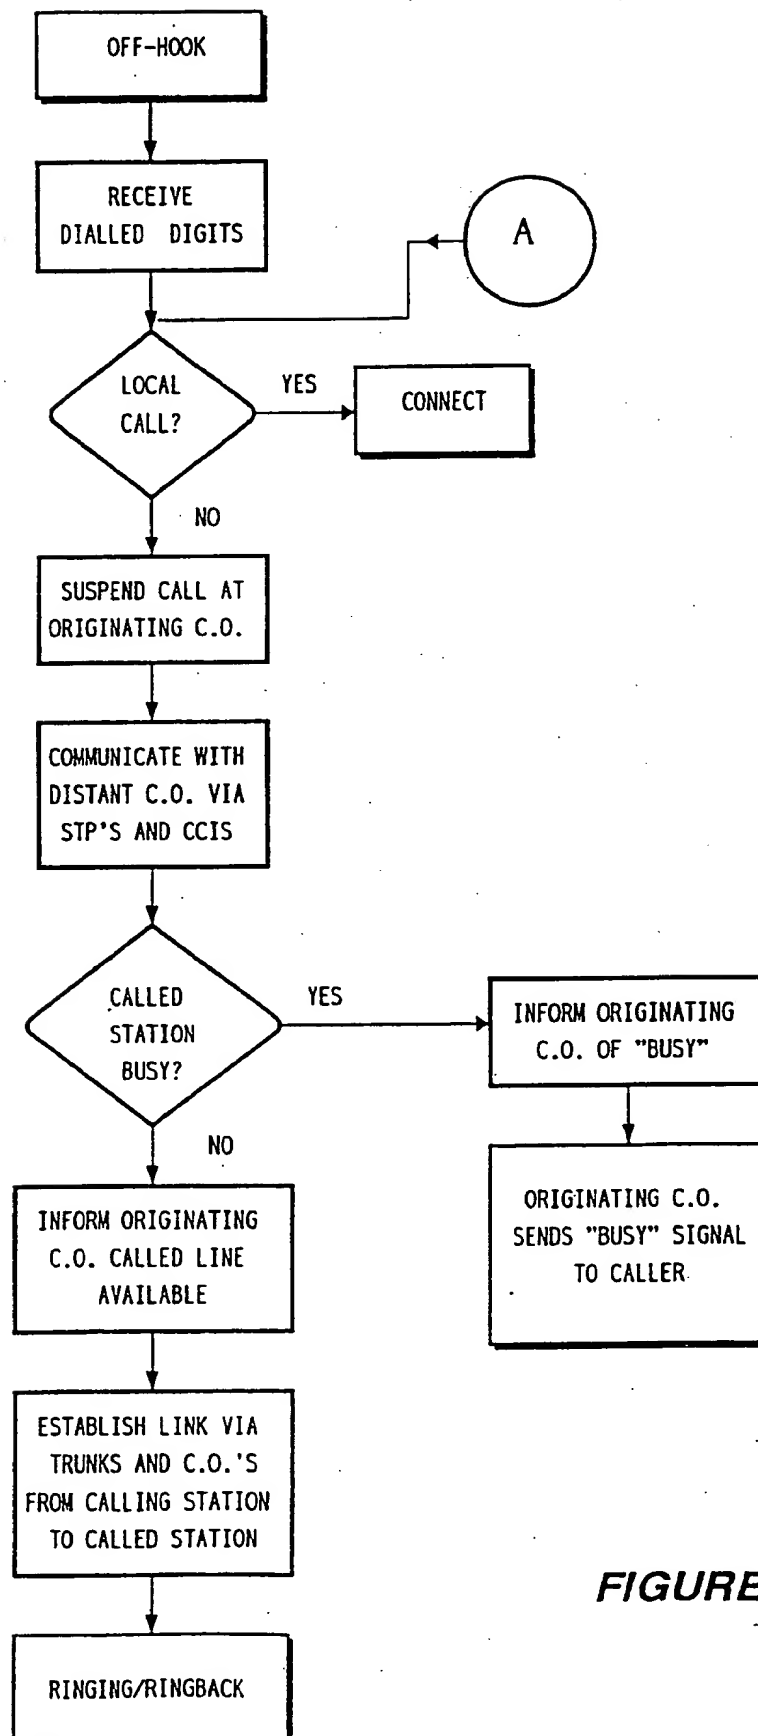 OFF-HOOK
RECEIVE
DIALLED DIGITS
A
LOCAL
CALL?
YES
CONNECT
NO
SUSPEND CALL AT
ORIGINATING C.O.
COMMUNICATE WITH
DISTANT C.O. VIA
STP'S AND CCIS
CALLED
STATION
BUSY?
YES
INFORM ORIGINATING
C.O. OF "BUSY"
ORIGINATING C.O.
SENDS "BUSY" SIGNAL
TO CALLER
NO
INFORM ORIGINATING
C.O. CALLED LINE
AVAILABLE
ESTABLISH LINK VIA
TRUNKS AND C.O.'S
FROM CALLING STATION
TO CALLED STATION
FIGURE
RINGING/RINGBACK